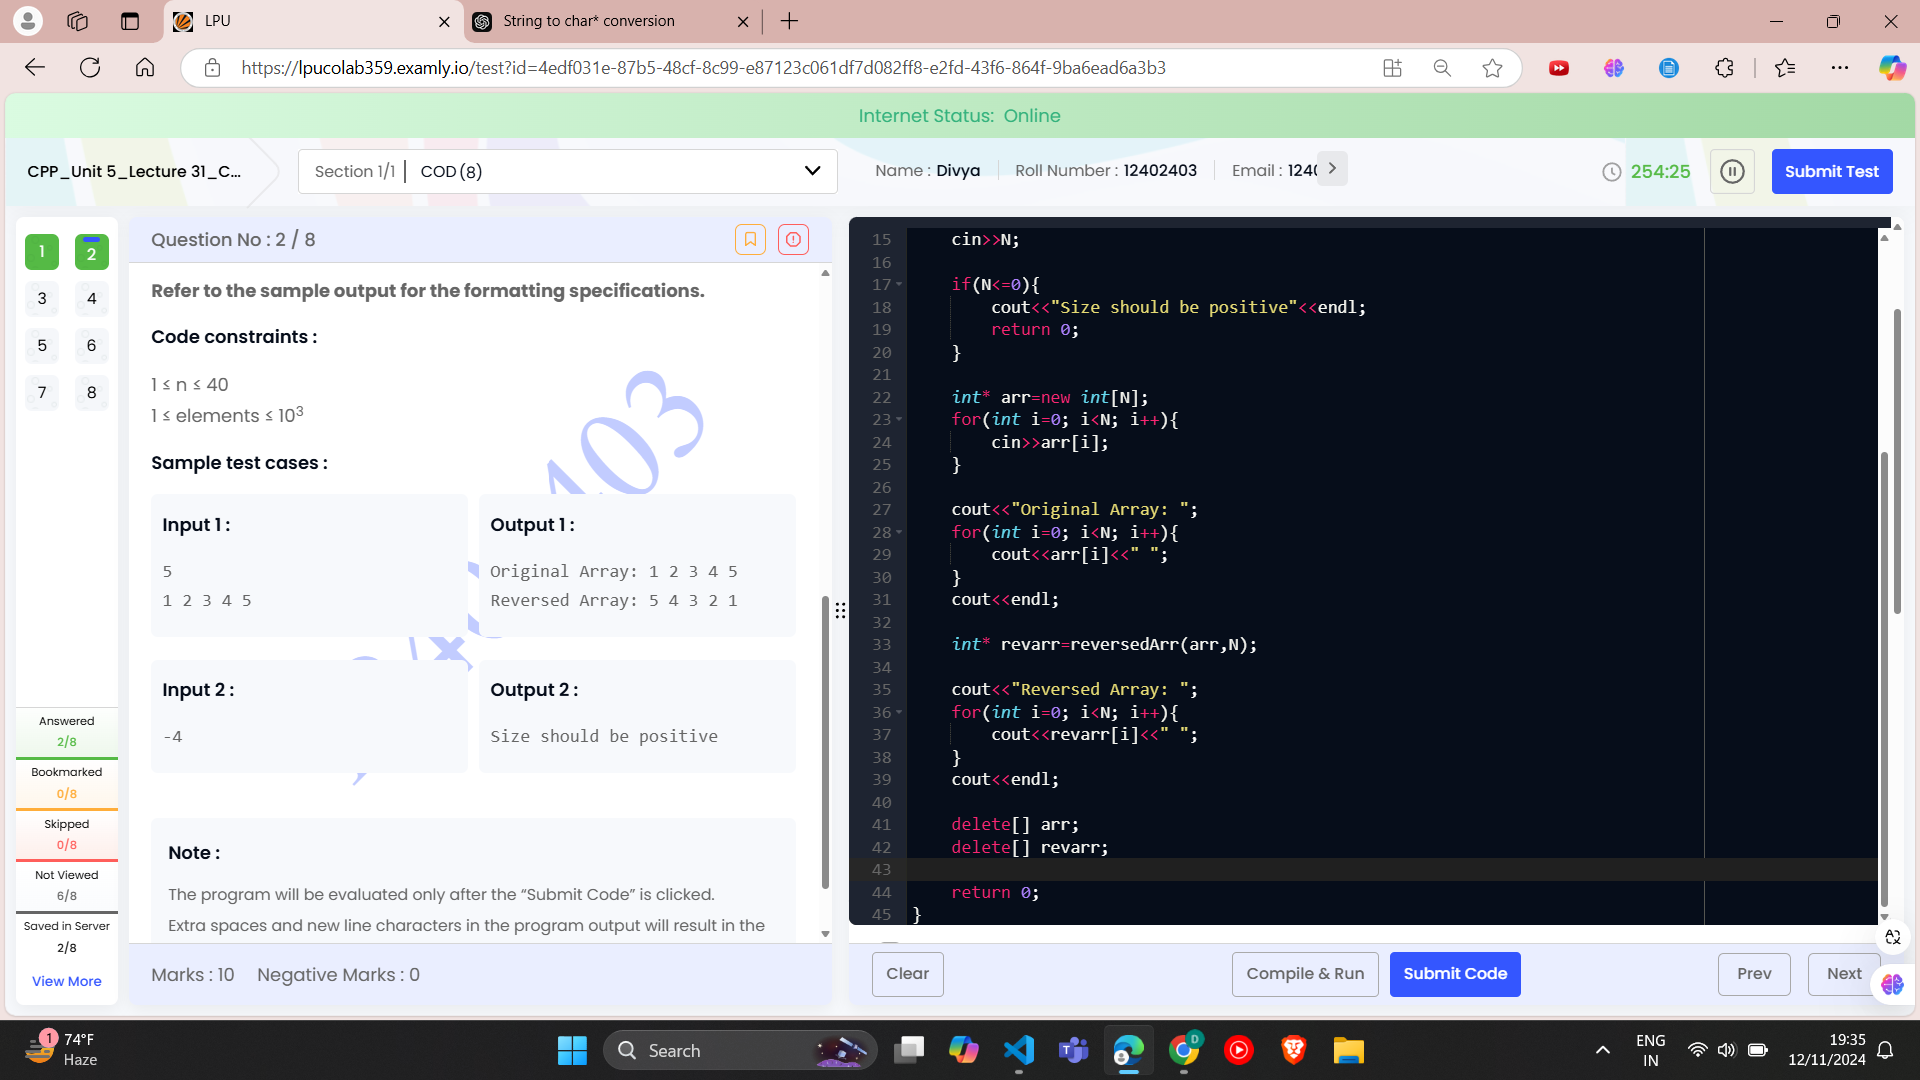 LPU
String to char* conversion
https://lpucolab359.examly.io/test?id=4edf031e-87b5-48cf-8c99-e87123c061df7d082ff8-e2fd-43f6-864f-9ba6ead6a3b3
Internet Status: Online
CPP_Unit 5_Lecture 31_C...
Section 1/1 | COD (8)
Name : Divya
Roll Number : 12402403
Email : 1240
254:25
Submit Test
1
2
3
4
5
6
7
8
Answered
2/8
Bookmarked
0/8
Skipped
0/8
Not Viewed
6/8
Saved in Server
2/8
View More
Question No : 2 / 8
Refer to the sample output for the formatting specifications.
Code constraints :
1 ≤ n ≤ 40
1 ≤ elements ≤ 10³
Sample test cases :
Input 1 :
5
1 2 3 4 5
Output 1 :
Original Array: 1 2 3 4 5
Reversed Array: 5 4 3 2 1
Input 2 :
-4
Output 2 :
Size should be positive
Note :
The program will be evaluated only after the “Submit Code” is clicked.
Extra spaces and new line characters in the program output will result in the
Marks : 10 Negative Marks : 0
15 cin>>N;
16
17 if(N<=0){
18 cout<<"Size should be positive"<<endl;
19 return 0;
20 }
21
22 int* arr=new int[N];
23 for(int i=0; i<N; i++){
24 cin>>arr[i];
25 }
26
27 cout<<"Original Array: ";
28 for(int i=0; i<N; i++){
29 cout<<arr[i]<<" ";
30 }
31 cout<<endl;
32
33 int* revarr=reversedArr(arr,N);
34
35 cout<<"Reversed Array: ";
36 for(int i=0; i<N; i++){
37 cout<<revarr[i]<<" ";
38 }
39 cout<<endl;
40
41 delete[] arr;
42 delete[] revarr;
43
44 return 0;
45 }
Clear
Compile & Run
Submit Code
Prev
Next
1
74°F
Haze
Search
D
ENG
IN
19:35
12/11/2024